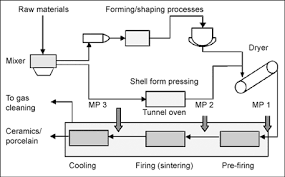 Raw materials
Forming/shaping processes
Mixer
Dryer
Shell form pressing
To gas
cleaning
MP 3
Tunnel oven
MP 2
MP 1
Ceramics/
porcelain
Cooling
Firing (sintering)
Pre-firing